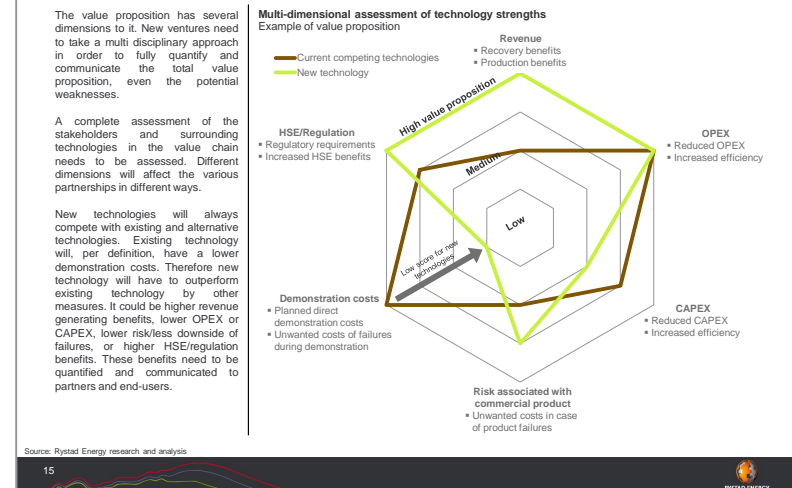 The value proposition has several
dimensions to it. New ventures need
to take a multi disciplinary approach
in order to fully quantify and
communicate the total value
proposition, even the potential
weaknesses.
A complete assessment of the
stakeholders and surrounding
technologies in the value chain
needs to be assessed. Different
dimensions will affect the various
partnerships in different ways.
New technologies will always
compete with existing and alternative
technologies. Existing technology
will, per definition, have a lower
demonstration costs. Therefore new
technology will have to outperform
existing technology by other
measures. It could be higher revenue
generating benefits, lower OPEX or
CAPEX, lower risk/less downside of
failures, or higher HSE/regulation
benefits. These benefits need to be
quantified and communicated to
partners and end-users.
Multi-dimensional assessment of technology strengths
Example of value proposition
Current competing technologies
New technology
Revenue
▪ Recovery benefits
▪ Production benefits
High value proposition
Medium
Low
HSE/Regulation
▪ Regulatory requirements
▪ Increased HSE benefits
OPEX
▪ Reduced OPEX
▪ Increased efficiency
Low score for new
technologies
Demonstration costs
▪ Planned direct
demonstration costs
▪ Unwanted costs of failures
during demonstration
CAPEX
▪ Reduced CAPEX
▪ Increased efficiency
Risk associated with
commercial product
▪ Unwanted costs in case
of product failures
Source: Rystad Energy research and analysis
15
RYSTAD ENERGY